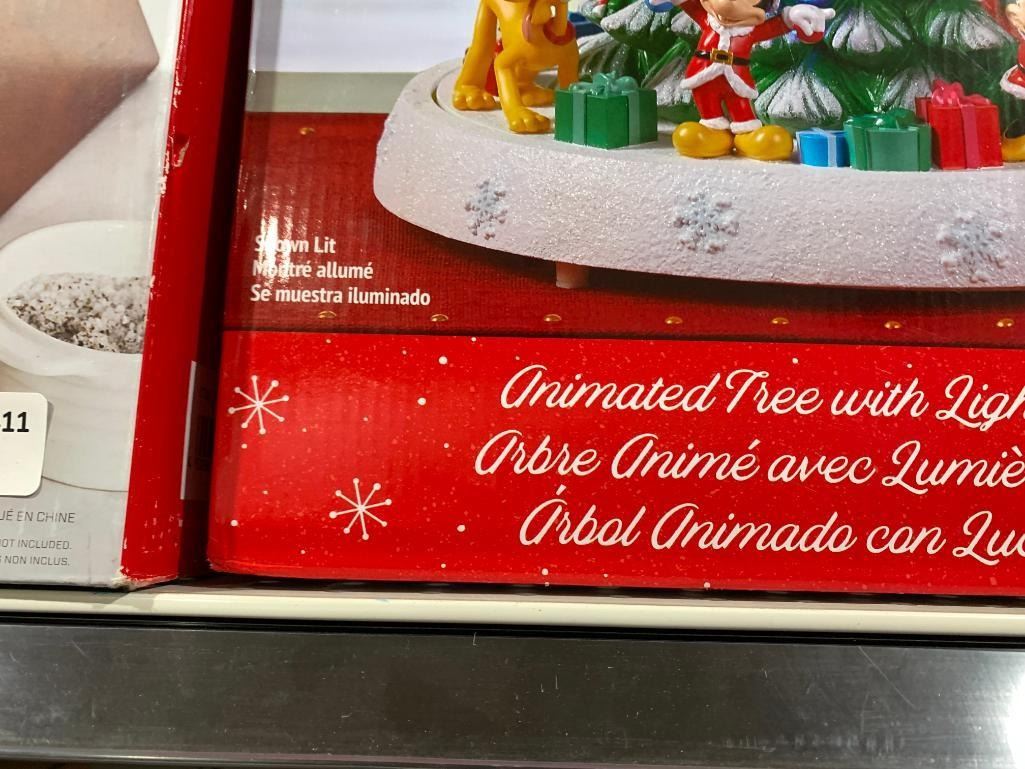 Shown Lit
Montré allumé
Se muestra iluminado
Animated Tree with Ligh
Arbre Animé avec Lumiè
Árbol Animado con Luc
11
UÉ EN CHINE
OT INCLUDED.
NON INCLUS.